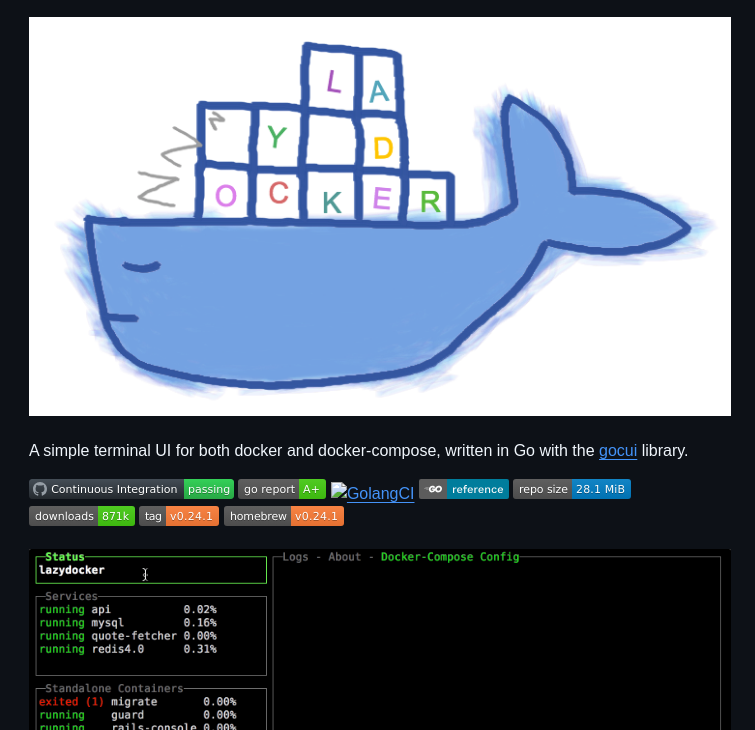 L A
Z Y D
O C K E R
Z
Z
A simple terminal UI for both docker and docker-compose, written in Go with the gocui library.
Continuous Integration passing go report A+ GolangCI GO reference repo size 28.1 MiB
downloads 871k tag v0.24.1 homebrew v0.24.1
Status Logs - About - Docker-Compose Config
lazydocker
Services
running api 0.02%
running mysql 0.16%
running quote-fetcher 0.00%
running redis4.0 0.31%
Standalone Containers
exited (1) migrate 0.00%
running guard 0.00%
running rails-console 0.00%